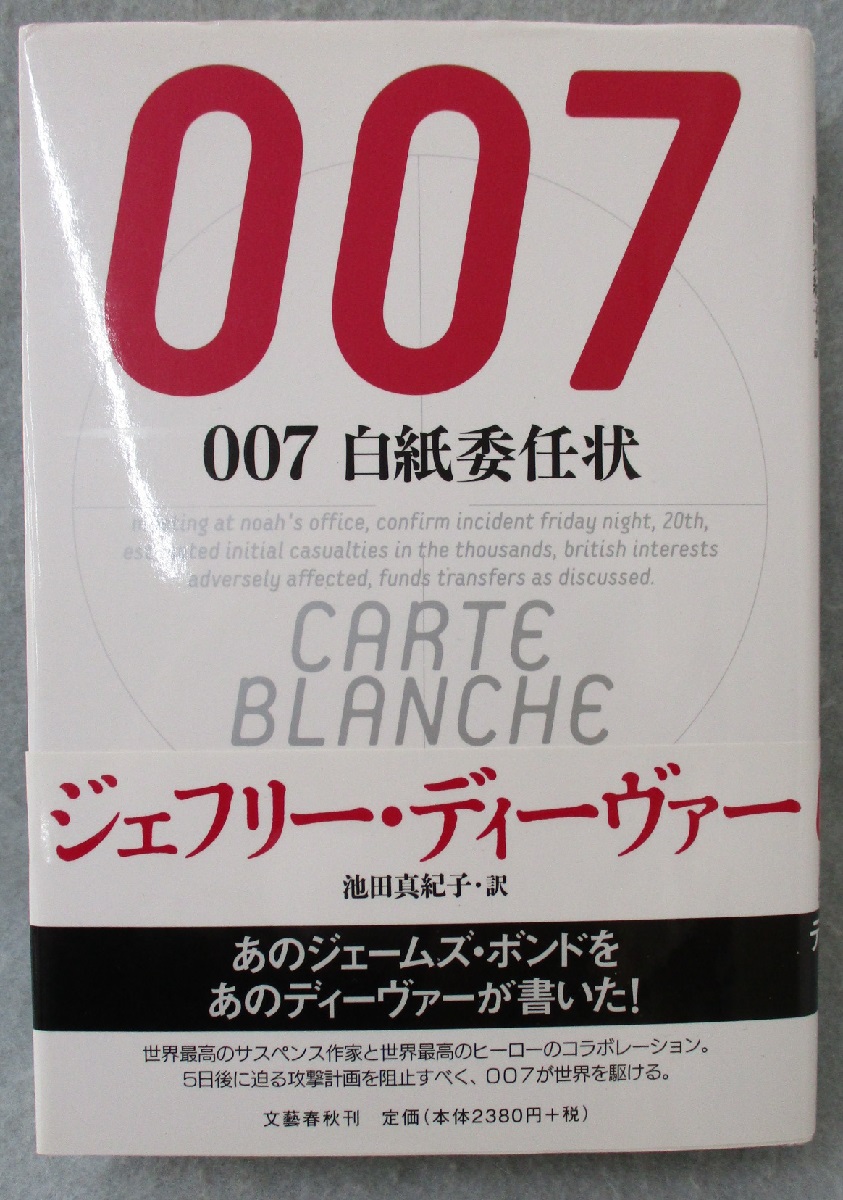 007
007 白紙委任状
meeting at noah's office, confirm incident friday night, 20th,
estimated initial casualties in the thousands, british interests
adversely affected, funds transfers as discussed.
CARTE
BLANCHE
ジェフリー・ディーヴァー
池田真紀子・訳
あのジェームズ・ボンドを
あのディーヴァーが書いた!
世界最高のサスペンス作家と世界最高のヒーローのコラボレーション。
5日後に迫る攻撃計画を阻止すべく、007が世界を駆ける。
文藝春秋刊 定価(本体2380円+税)